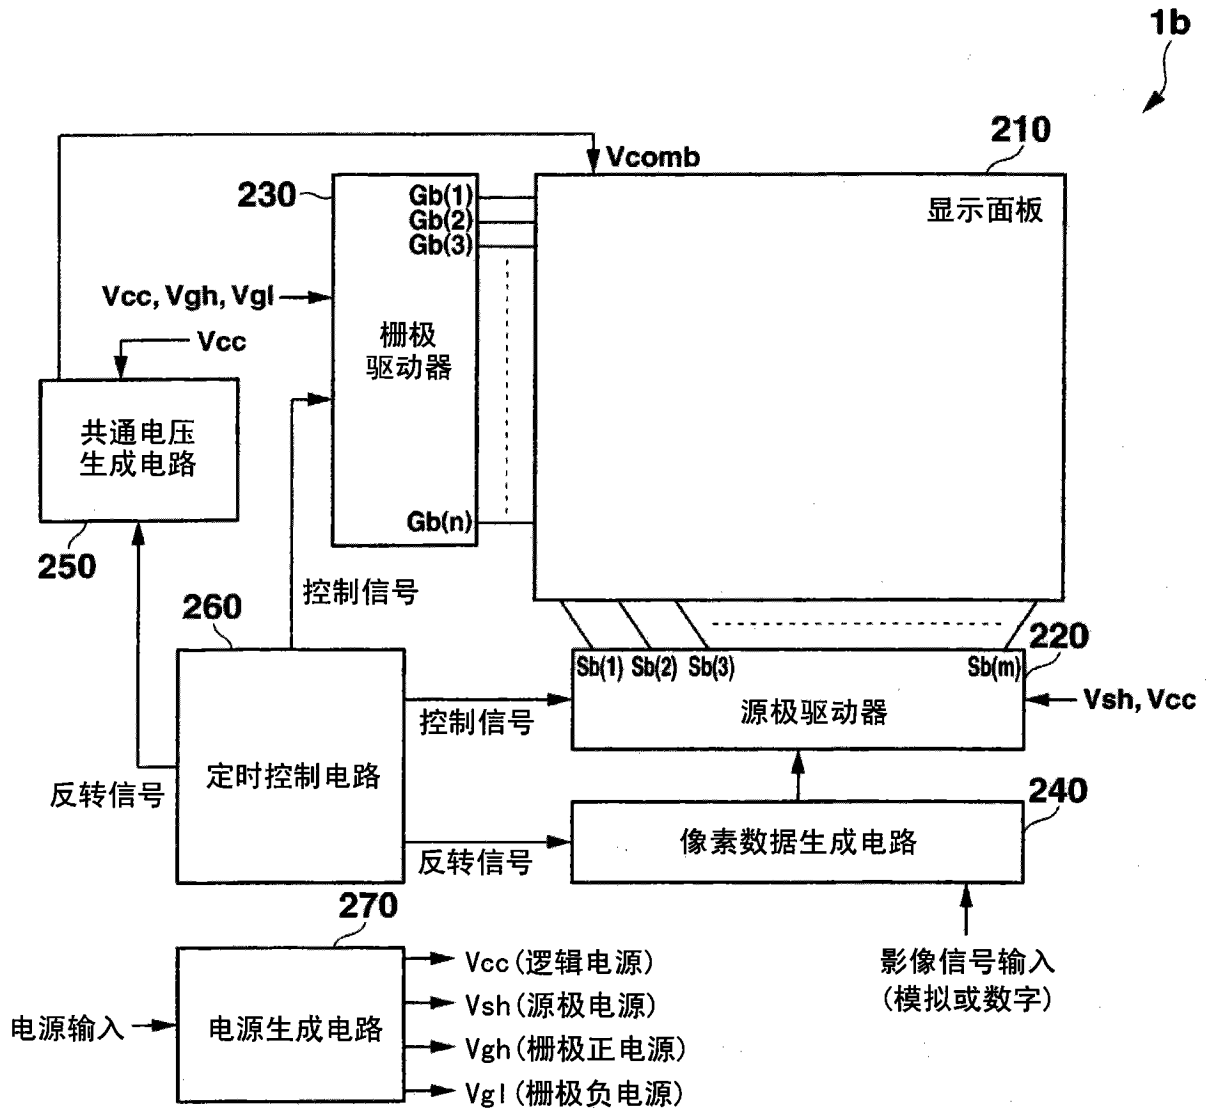 1b
210
Vcomb
230
Gb(1)
Gb(2)
Gb(3)
显示面板
Vcc, Vgh, Vgl
Vcc
栅极
驱动器
共通电压
生成电路
Gb(n)
250
控制信号
260
220
Sb(1) Sb(2) Sb(3) Sb(m)
控制信号
源极驱动器
Vsh, Vcc
定时控制电路
反转信号
240
像素数据生成电路
反转信号
270
Vcc(逻辑电源)
影像信号输入
(模拟或数字)
Vsh(源极电源)
电源输入
电源生成电路
Vgh(栅极正电源)
Vgl(栅极负电源)